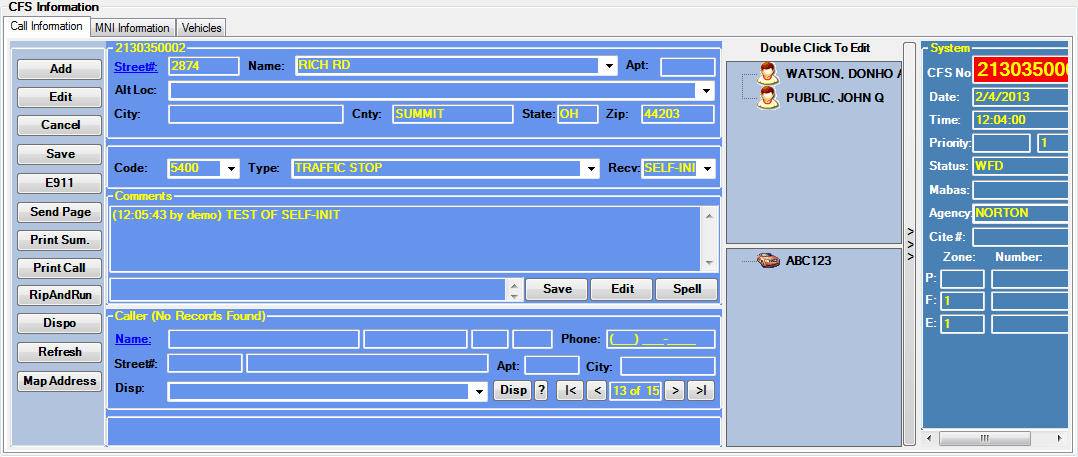 CFS Information
Call Information MNI Information Vehicles
Add
Edit
Cancel
Save
E911
Send Page
Print Sum.
Print Call
RipAndRun
Dispo
Refresh
Map Address
2130350002
Street#: 2874 Name: RICH RD Apt:
Alt Loc:
City: Cnty: SUMMIT State: OH Zip: 44203
Code: 5400 Type: TRAFFIC STOP Recv: SELF-INI
Comments
(12:05:43 by demo) TEST OF SELF-INIT
Save Edit Spell
Caller (No Records Found)
Name: Phone: (___) ___-____
Street#: Apt: City:
Disp: Disp ? |< < 13 of 15 > >|
Double Click To Edit
WATSON, DONHO A
PUBLIC, JOHN Q
ABC123
>
>
>
System
CFS No 213035000
Date: 2/4/2013
Time: 12:04:00
Priority: 1
Status: WFD
Mabas:
Agency: NORTON
Cite #:
Zone: Number:
P:
F: 1
E: 1